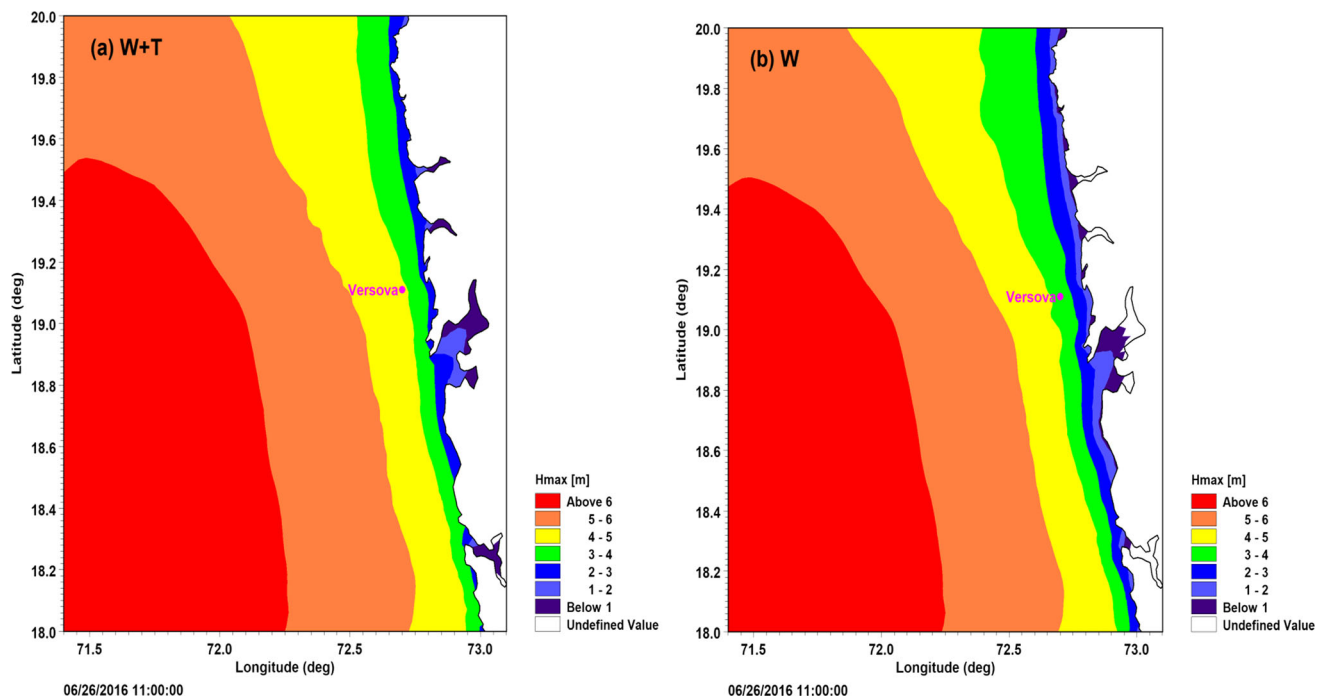 (a) W+T
20.0
19.8
19.6
19.4
19.2
19.0
18.8
18.6
18.4
18.2
18.0
Latitude (deg)
Versova
71.5
72.0
72.5
73.0
Longitude (deg)
06/26/2016 11:00:00
Hmax [m]
Above 6
5 - 6
4 - 5
3 - 4
2 - 3
1 - 2
Below 1
Undefined Value
(b) W
20.0
19.8
19.6
19.4
19.2
19.0
18.8
18.6
18.4
18.2
18.0
Latitude (deg)
Versova
71.5
72.0
72.5
73.0
Longitude (deg)
06/26/2016 11:00:00
Hmax [m]
Above 6
5 - 6
4 - 5
3 - 4
2 - 3
1 - 2
Below 1
Undefined Value